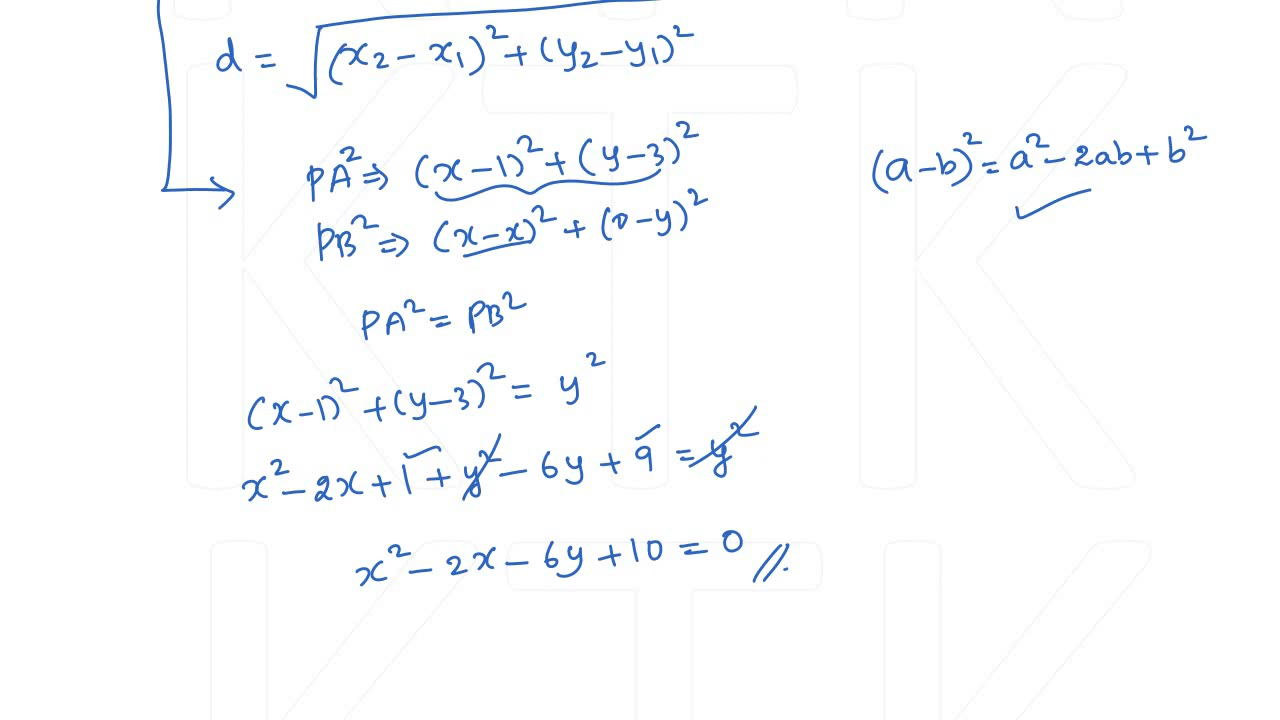 d = √(x₂ - x₁)² + (y₂ - y₁)²
PA² ⇒ (x - 1)² + (y - 3)²
(a - b)² = a² - 2ab + b²
PB² ⇒ (x - x)² + (0 - y)²
PA² = PB²
(x - 1)² + (y - 3)² = y²
x² - 2x + 1 + y² - 6y + 9 = y²
x² - 2x - 6y + 10 = 0 //.
KTK
KTK